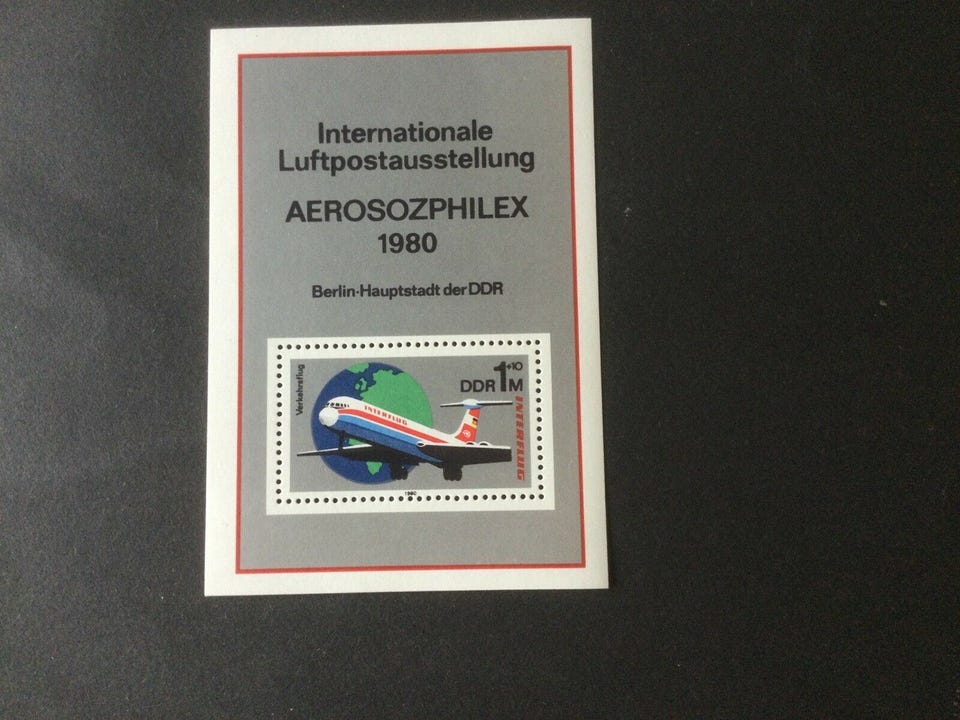 Internationale
Luftpostausstellung
AEROSOZPHILEX
1980
Berlin·Hauptstadt der DDR
Verkehrsflug
DDR 1+10 M
INTERFLUG
INTERFLUG
1980